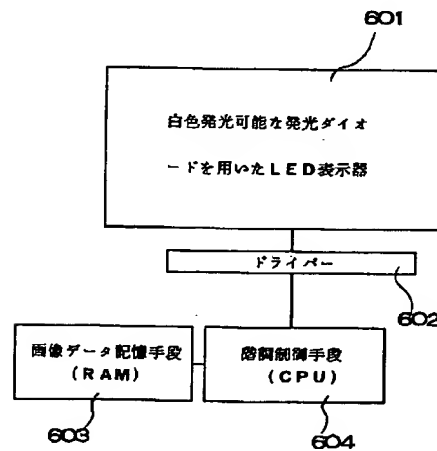 601
白色発光可能な発光ダイオ
ードを用いたLED表示器
ドライバー
602
画像データ記憶手段
(RAM)
階調制御手段
(CPU)
603
604